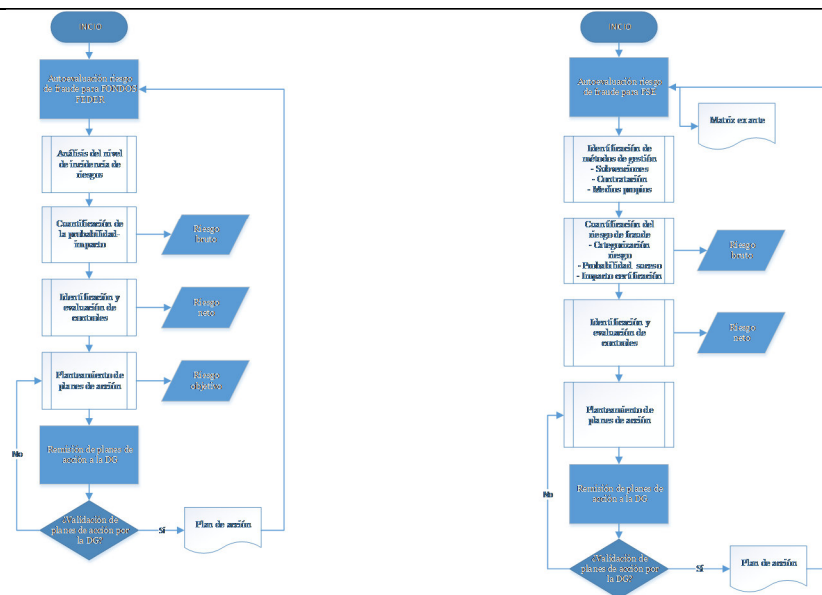 INICIO
Autoevaluación riesgo
de fraude para FONDOS
FEDER
Análisis del nivel
de incidencia de
riesgos
Cuantificación de
la probabilidad-
impacto
Riesgo
bruto
Identificación y
evaluación de
controles
Riesgo
neto
Planteamiento de
planes de acción
Riesgo
objetivo
No
Remisión de planes de
acción a la DG
¿Validación de
planes de acción por
la DG?
Sí
Plan de acción
INICIO
Autoevaluación riesgo
de fraude para FSE
Matriz ex ante
Identificación de
métodos de gestión
- Subvenciones
- Contratación
- Medios propios
Cuantificación del
riesgo de fraude
- Categorización
riesgo
- Probabilidad suceso
- Impacto certificación
Riesgo
bruto
Identificación y
evaluación de
controles
Riesgo
neto
Planteamiento de
planes de acción
No
Remisión de planes de
acción a la DG
¿Validación de
planes de acción por
la DG?
Sí
Plan de acción